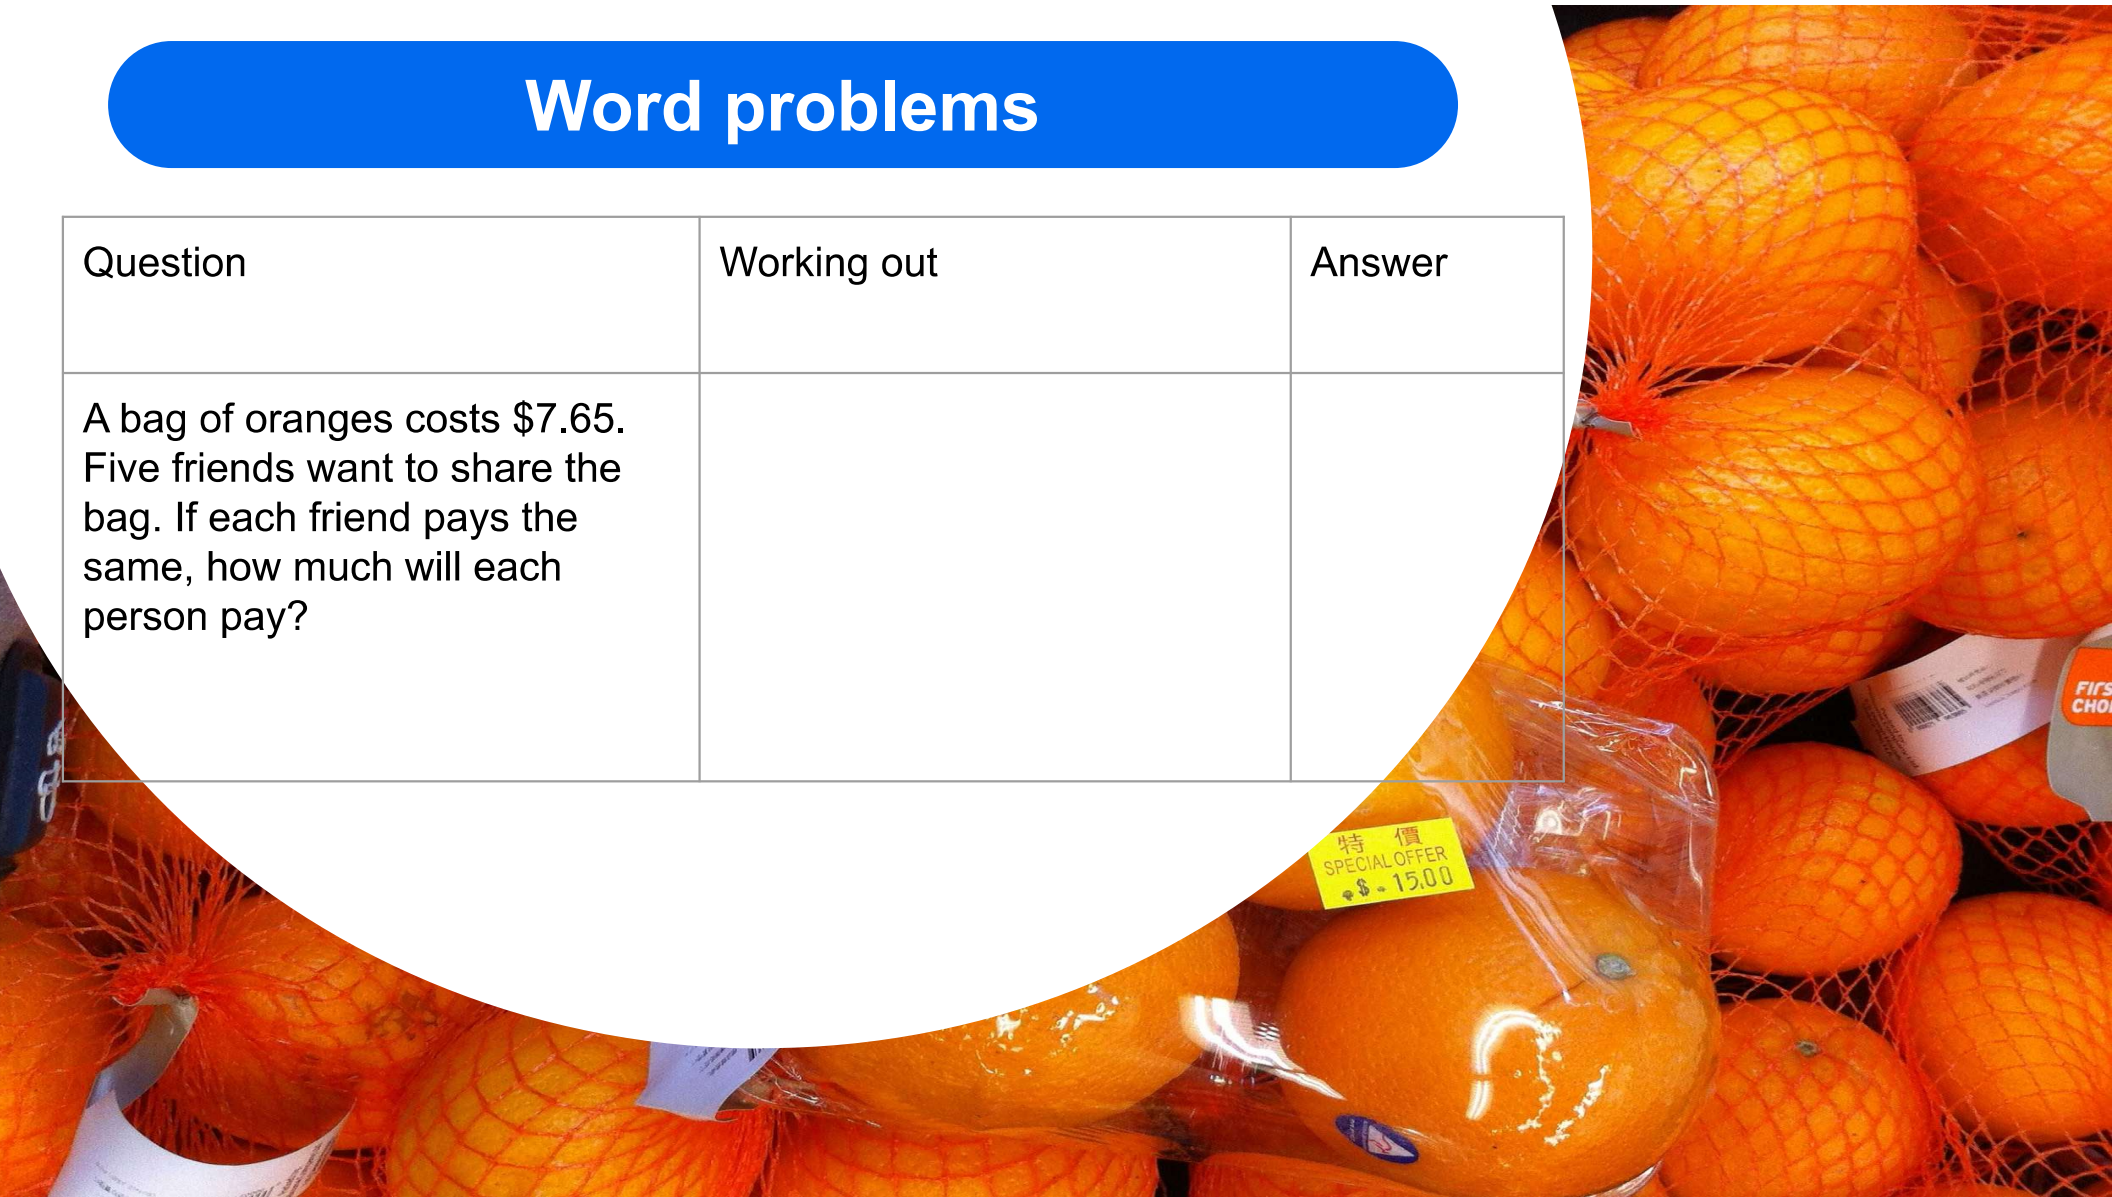 Word problems
Question
Working out
Answer
A bag of oranges costs $7.65.
Five friends want to share the
bag. If each friend pays the
same, how much will each
person pay?
特 價
SPECIAL OFFER
$ - 15.00